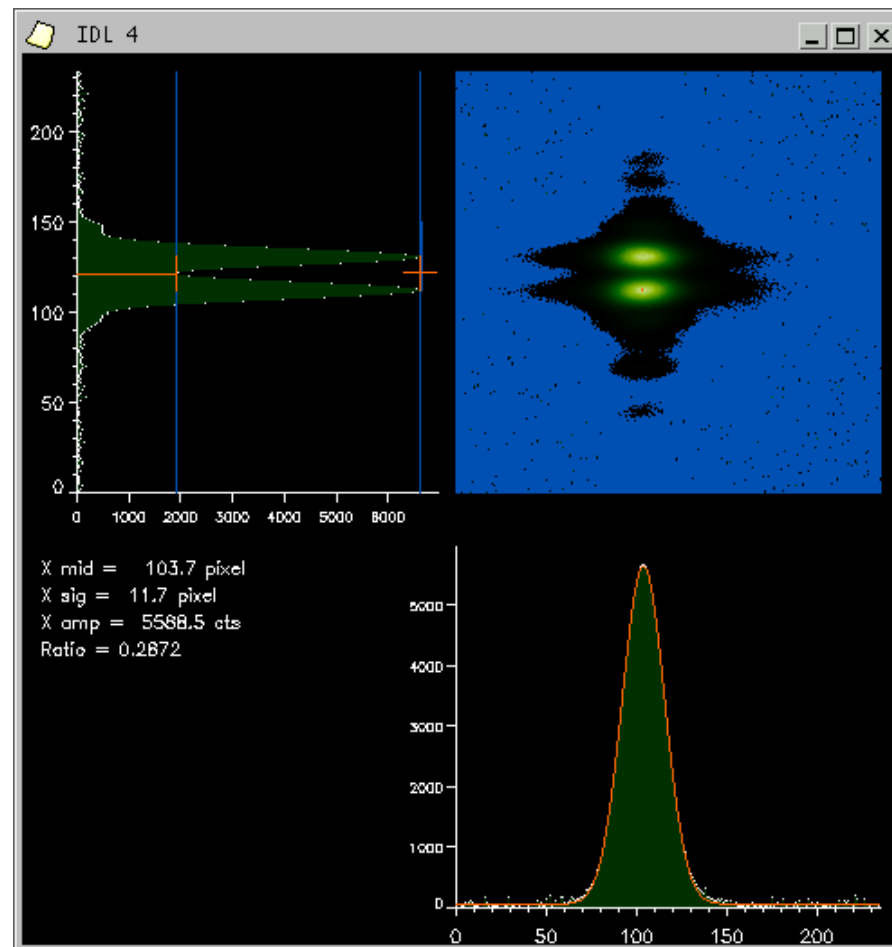 IDL 4
200
150
100
50
0
0 1000 2000 3000 4000 5000 6000
X mid = 103.7 pixel
X sig = 11.7 pixel
X amp = 5588.5 cts
Ratio = 0.2872
5000
4000
3000
2000
1000
0
0 50 100 150 200